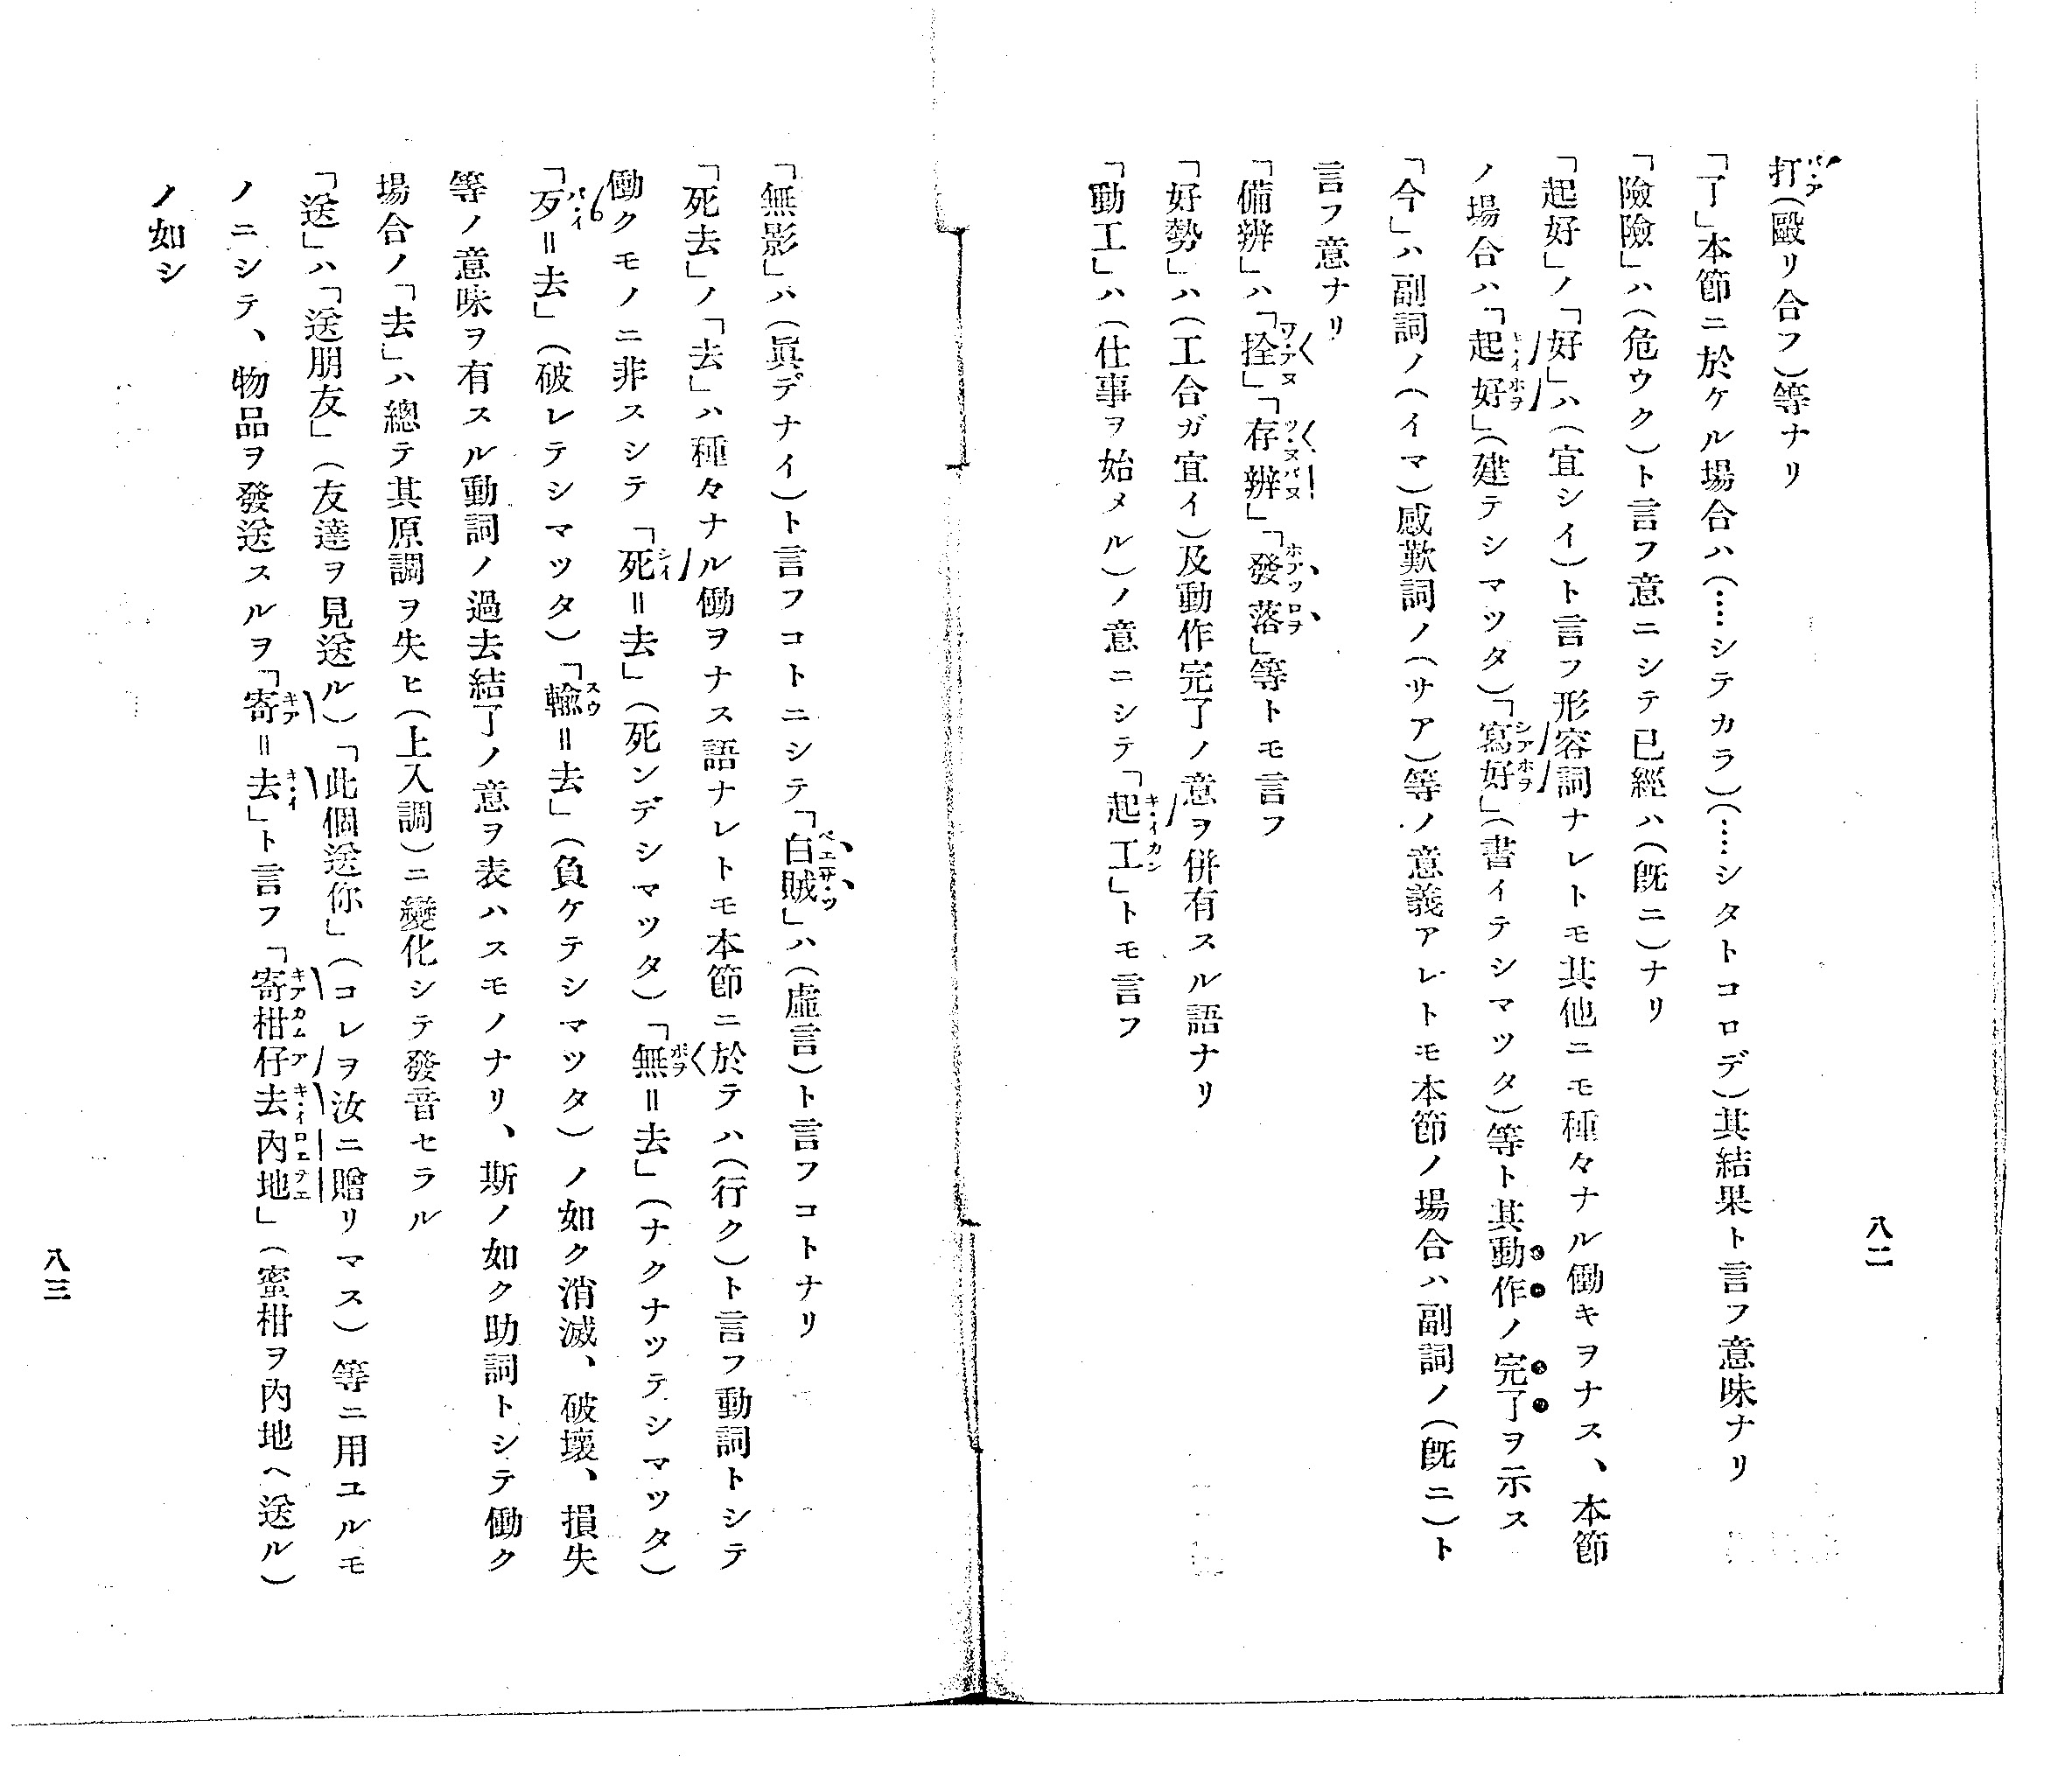 八二
打(毆リ合フ)等ナリ
「了」本節ニ於ケル場合ハ(……シテカラ)(……シタトコロデ)其結果ト言フ意味ナリ
「險險」ハ(危ウク)ト言フ意ニシテ已經ハ(旣ニ)ナリ
「起好」ノ「好」ハ(宜シイ)ト言フ形容詞ナレトモ其他ニモ種々ナル働キヲナス、本節
ノ場合ハ「起好」(建テシマツタ)「寫好」(書イテシマツタ)等ト其動作ノ完了ヲ示ス
「今」ハ副詞ノ(イマ)感歎詞ノ(サア)等ノ意義アレトモ本節ノ場合ハ副詞ノ(旣ニ)ト
言フ意ナリ
「備辨」ハ「拴」「存辨」「發落」等トモ言フ
「好勢」ハ(工合ガ宜イ)及動作完了ノ意ヲ併有スル語ナリ
「動工」ハ(仕事ヲ始メル)ノ意ニシテ「起工」トモ言フ
「無影」ハ(眞デナイ)ト言フコトニシテ「白賊」ハ(虛言)ト言フコトナリ
「死去」ノ「去」ハ種々ナル働ヲナス語ナレトモ本節ニ於テハ(行ク)ト言フ動詞トシテ
働クモノニ非スシテ「死=去」(死ンデシマツタ)「無=去」(ナクナツテシマツタ)
「歹=去」(破レテシマツタ)「輸=去」(負ケテシマツタ)ノ如ク消滅、破壞、損失
等ノ意味ヲ有スル動詞ノ過去結了ノ意ヲ表ハスモノナリ、斯ノ如ク助詞トシテ働ク
場合ノ「去」ハ總テ其原調ヲ失ヒ(上入調)ニ變化シテ發音セラル
「送」ハ「送朋友」(友達ヲ見送ル)「此個送你」(コレヲ汝ニ贈リマス)等ニ用ユルモ
ノニシテ、物品ヲ發送スルヲ「寄=去」ト言フ「寄柑仔去內地」(蜜柑ヲ內地ヘ送ル)
ノ如シ
八三